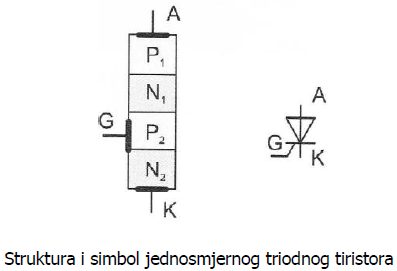 A
P₁
N₁
G
P₂
N₂
K
A
G
K
Struktura i simbol jednosmjernog triodnog tiristora